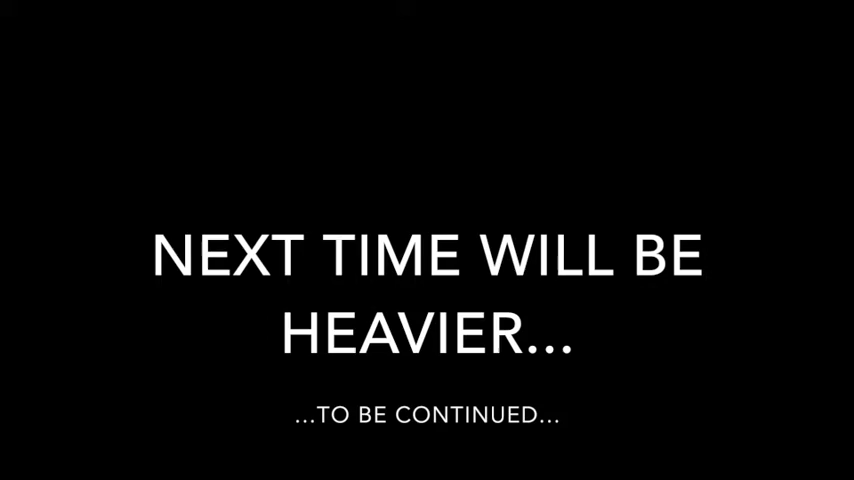 NEXT TIME WILL BE
HEAVIER...
...TO BE CONTINUED...